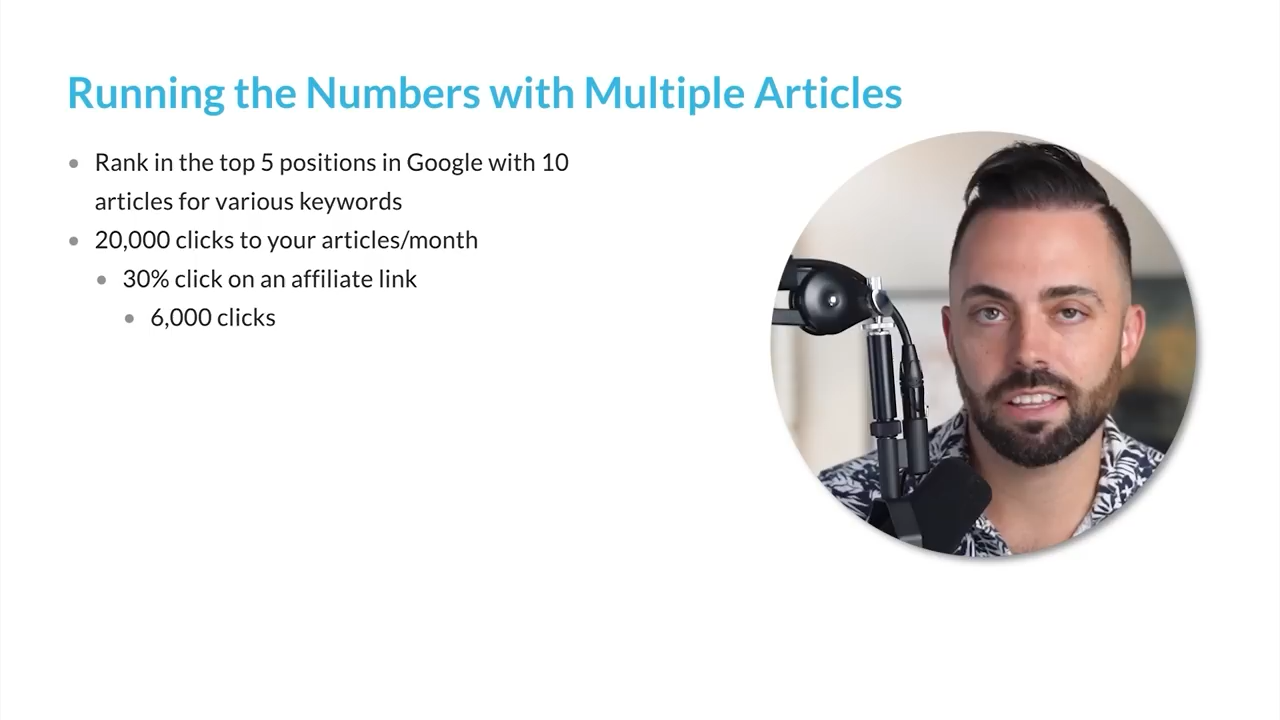 Running the Numbers with Multiple Articles
Rank in the top 5 positions in Google with 10
articles for various keywords
20,000 clicks to your articles/month
30% click on an affiliate link
6,000 clicks